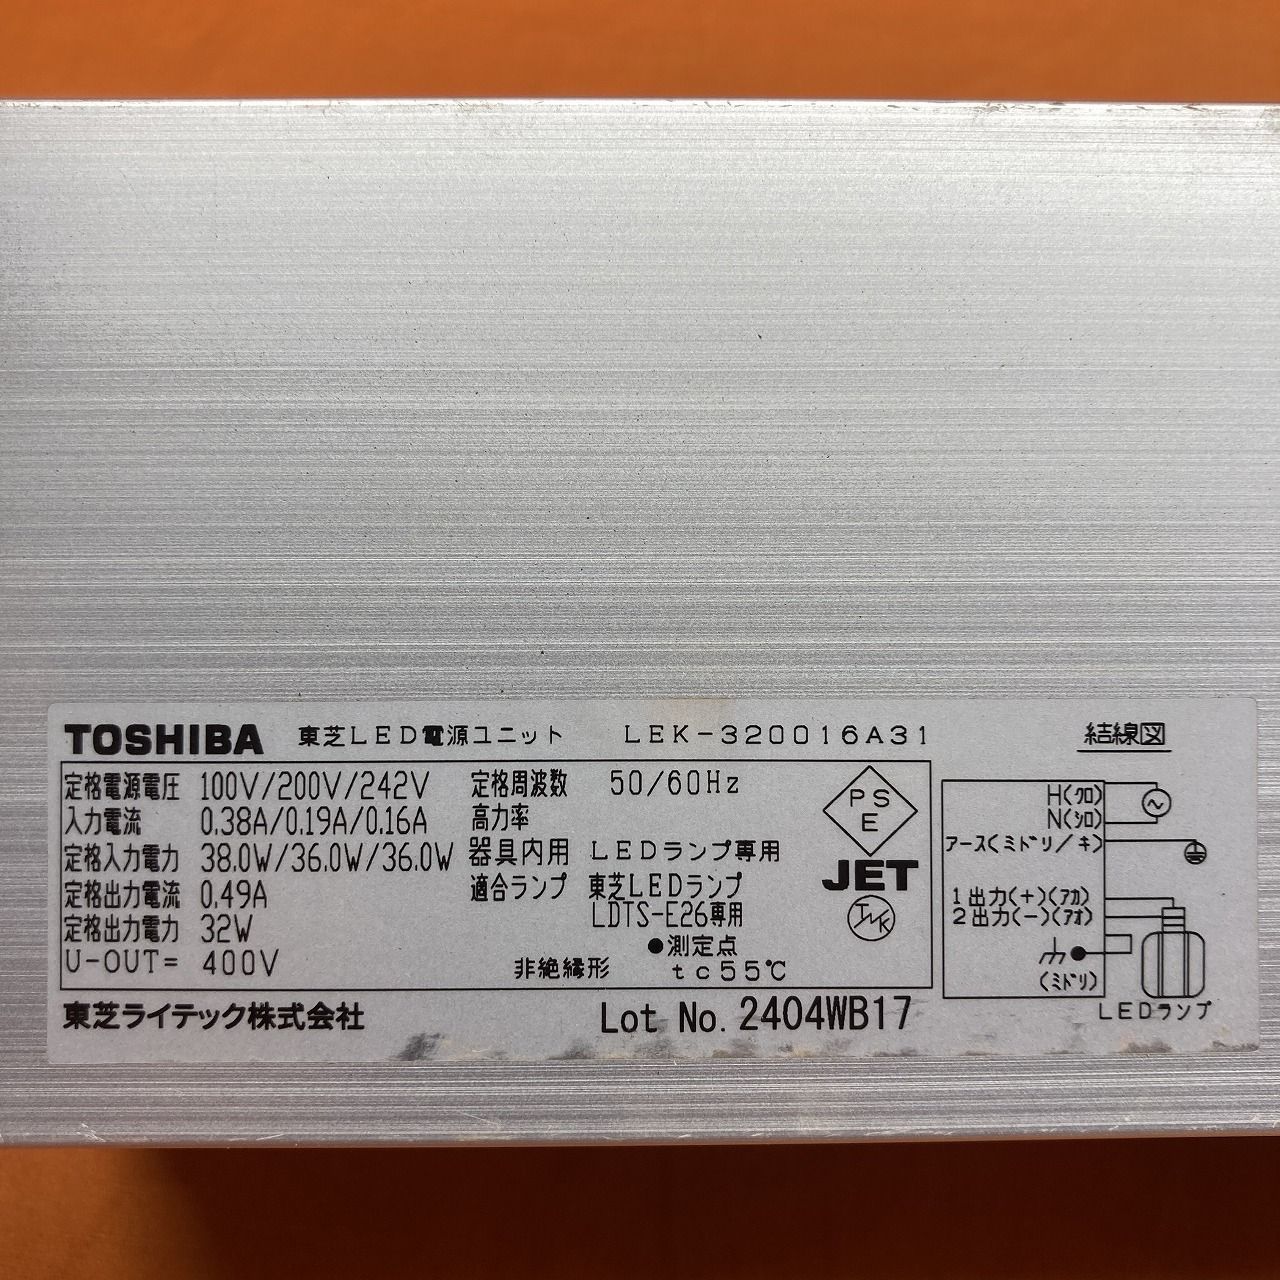 TOSHIBA 東芝LED電源ユニット LEK-320016A31
定格電源電圧 100V/200V/242V 定格周波数 50/60Hz
入力電流 0.38A/0.19A/0.16A 高力率
定格入力電力 38.0W/36.0W/36.0W 器具内用 LEDランプ専用
定格出力電流 0.49A 適合ランプ 東芝LEDランプ
LDTS-E26専用
定格出力電力 32W
●測定点
U-OUT= 400V 非絶縁形 tc55℃
PS
E
JET
東芝ライテック株式会社 Lot No. 2404WB17
結線図
H(クロ)
N(シロ)
アース(ミドリ/キ)
1出力(+)(アカ)
2出力(-)(アオ)
(ミドリ)
LEDランプ